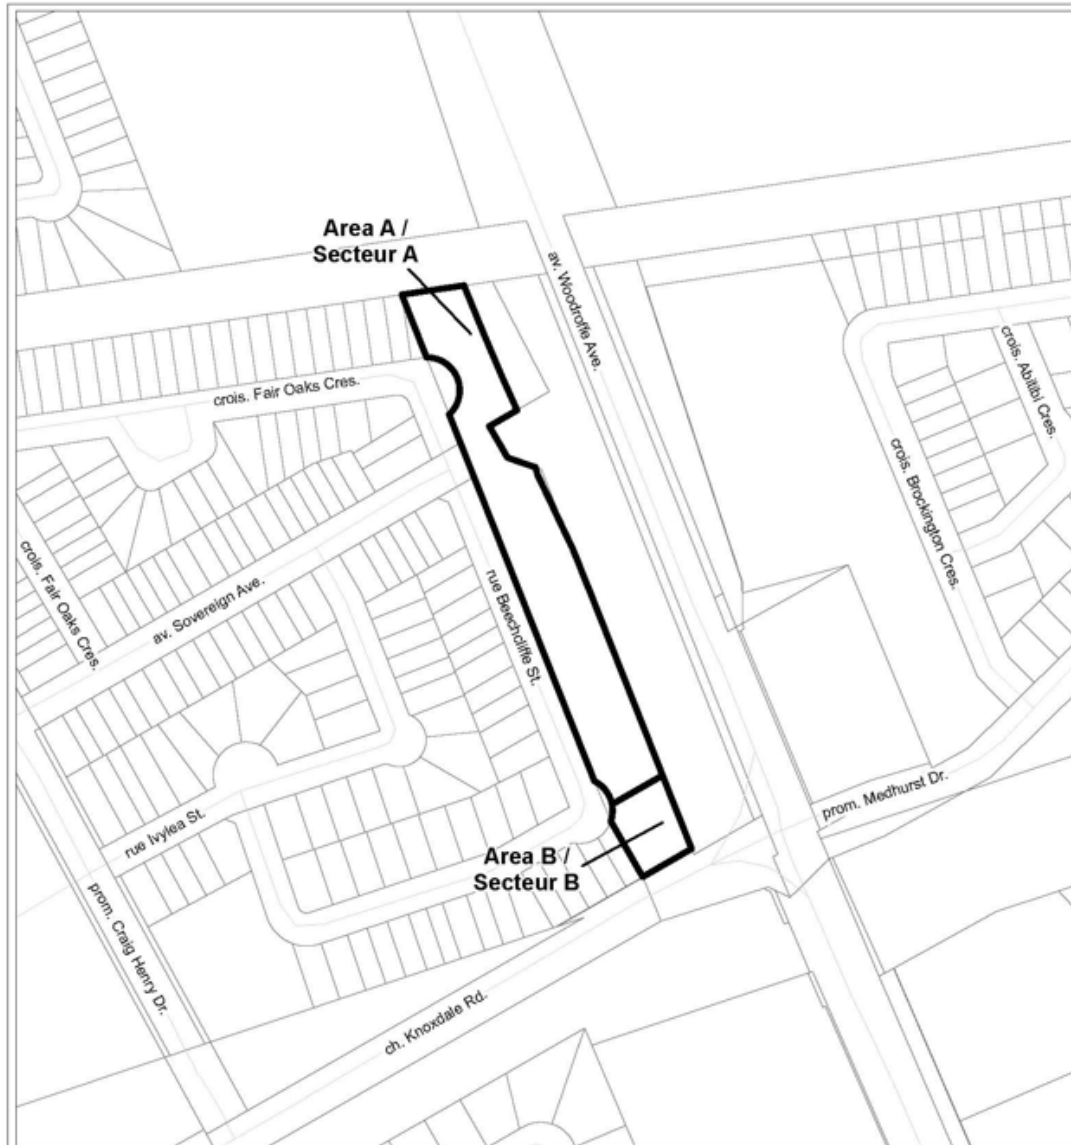 Area A /
Secteur A
av. Woodroffe Ave.
crois. Fair Oaks Cres.
crois. Abitibi Cres.
crois. Brockington Cres.
crois. Fair Oaks Cres.
av. Sovereign Ave.
rue Beechcliffe St.
rue Ivylea St.
prom. Medhurst Dr.
Area B /
Secteur B
prom. Craig Henry Dr.
ch. Knoxdale Rd.